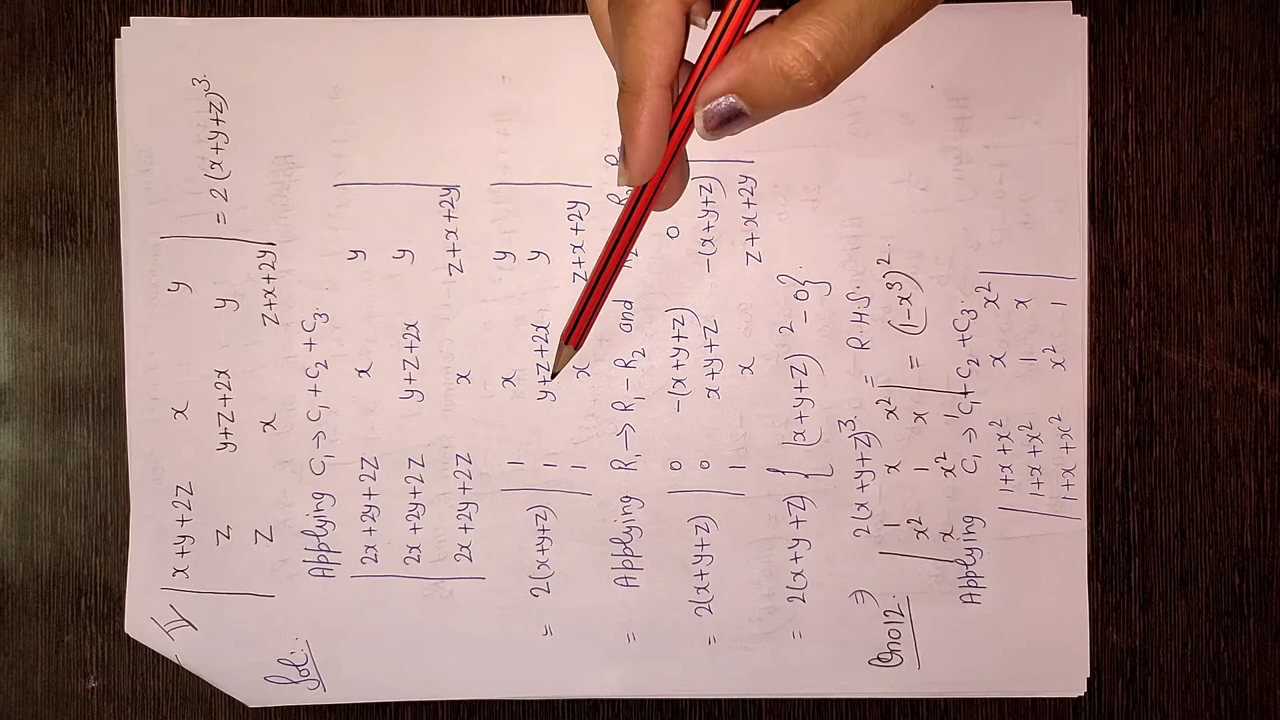 IV
| x+y+2z x y |
| z y+z+2x y | = 2(x+y+z)³.
| z x z+x+2y |
Sol: Applying C₁→ C₁ + C₂ + C₃.
| 2x+2y+2z x y |
| 2x+2y+2z y+z+2x y |
| 2x+2y+2z x z+x+2y |
| 1 x y |
= 2(x+y+z) | 1 y+z+2x y |
| 1 x z+x+2y |
= Applying R₁→ R₁-R₂ and R₂
| 0 -(x+y+z) 0 |
= 2(x+y+z) | 0 x+y+z -(x+y+z) |
| 1 x z+x+2y |
= 2(x+y+z) { (x+y+z)² - 0}.
⇒ 2(x+y+z)³. = R.H.S.
Qno12. | 1 x x² |
| x² 1 x | = (1-x³)².
| x x² 1 |
Applying C₁→ C₁ + C₂ + C₃.
| 1+x+x² x x² |
| 1+x+x² 1 x |
| 1+x+x² x² 1 |